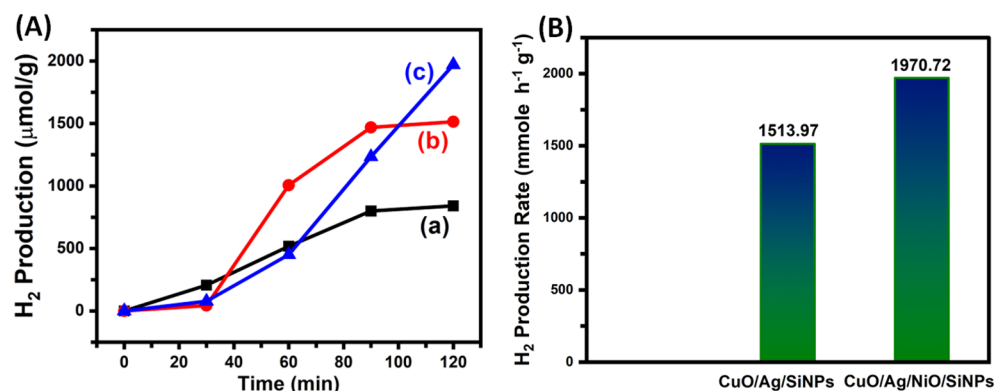 (A)
H2 Production (μmol/g)
2000
1500
1000
500
0
(c)
(b)
(a)
0 20 40 60 80 100 120
Time (min)
(B)
H2 Production Rate (mmole h-1 g-1)
2000
1500
1000
500
0
1513.97
1970.72
CuO/Ag/SiNPs CuO/Ag/NiO/SiNPs